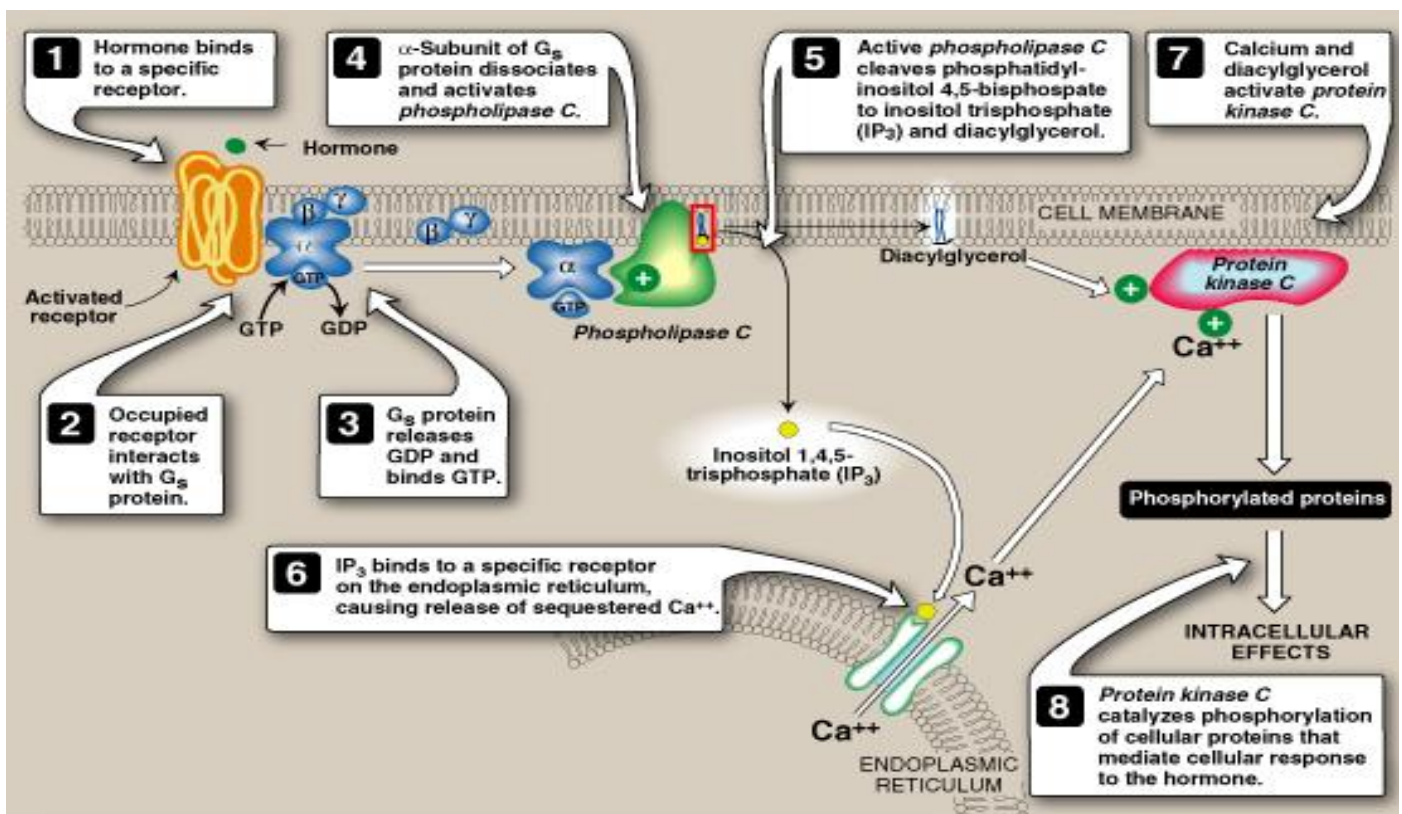 1
Hormone binds
to a specific
receptor.
4
α-Subunit of Gs
protein dissociates
and activates
phospholipase C.
5
Active phospholipase C
cleaves phosphatidyl-
inositol 4,5-bisphospate
to inositol trisphosphate
(IP3) and diacylglycerol.
7
Calcium and
diacylglycerol
activate protein
kinase C.
Hormone
β
γ
α
GTP
β
γ
α
GTP
+
CELL MEMBRANE
Diacylglycerol
Protein
kinase C
+
+
Ca++
Activated
receptor
GTP
GDP
Phospholipase C
2
Occupied
receptor
interacts
with Gs
protein.
3
Gs protein
releases
GDP and
binds GTP.
Inositol 1,4,5-
trisphosphate (IP3)
Phosphorylated proteins
6
IP3 binds to a specific receptor
on the endoplasmic reticulum,
causing release of sequestered Ca++.
Ca++
INTRACELLULAR
EFFECTS
Ca++
ENDOPLASMIC
RETICULUM
8
Protein kinase C
catalyzes phosphorylation
of cellular proteins that
mediate cellular response
to the hormone.